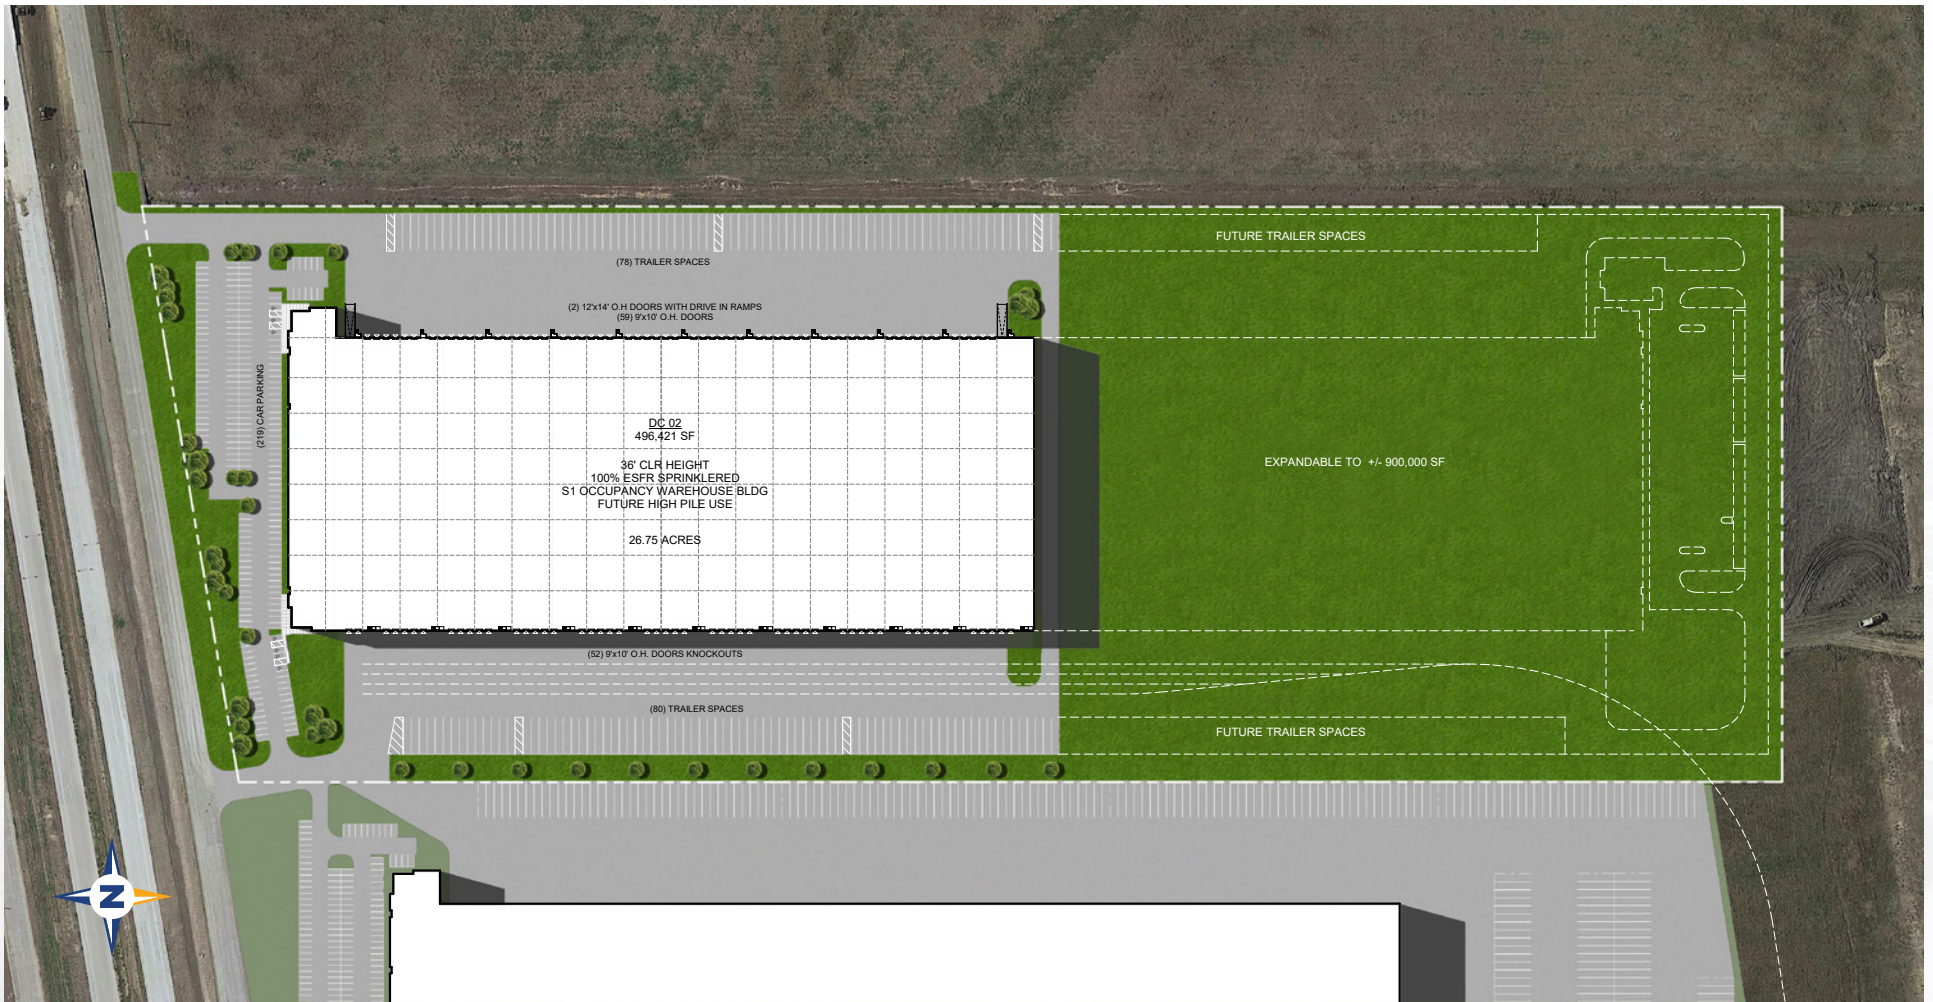 FUTURE TRAILER SPACES
(78) TRAILER SPACES
(2) 12'x14' O.H DOORS WITH DRIVE IN RAMPS
(59) 9'x10' O.H. DOORS
(219) CAR PARKING
DC 02
496,421 SF
36' CLR HEIGHT
100% ESFR SPRINKLERED
S1 OCCUPANCY WAREHOUSE BLDG
FUTURE HIGH PILE USE
26.75 ACRES
EXPANDABLE TO +/- 900,000 SF
(52) 9'x10' O.H. DOORS KNOCKOUTS
(80) TRAILER SPACES
FUTURE TRAILER SPACES
N